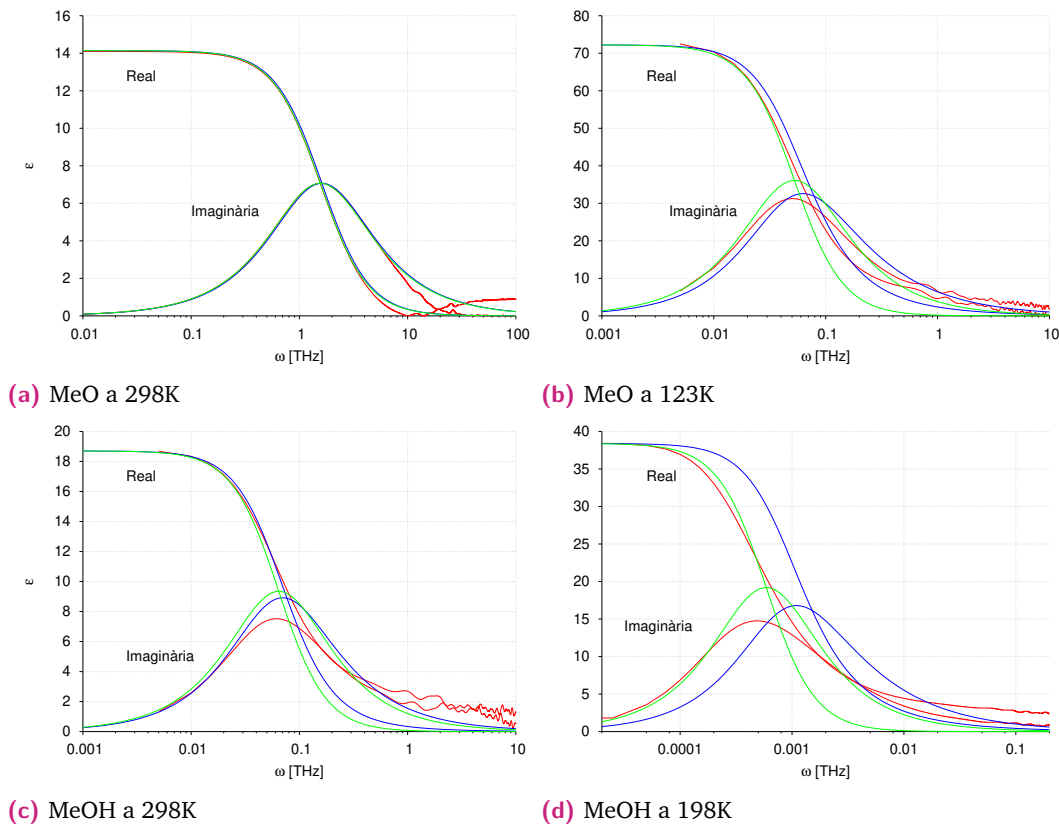 16
14
12
10
8
6
4
2
0
ε
Real
Imaginària
0.01 0.1 1 10 100
ω [THz]
(a) MeO a 298K
80
70
60
50
40
30
20
10
0
Real
Imaginària
0.001 0.01 0.1 1 10
ω [THz]
(b) MeO a 123K
20
18
16
14
12
10
8
6
4
2
0
ε
Real
Imaginària
0.001 0.01 0.1 1 10
ω [THz]
(c) MeOH a 298K
40
35
30
25
20
15
10
5
0
Real
Imaginària
0.0001 0.001 0.01 0.1
ω [THz]
(d) MeOH a 198K